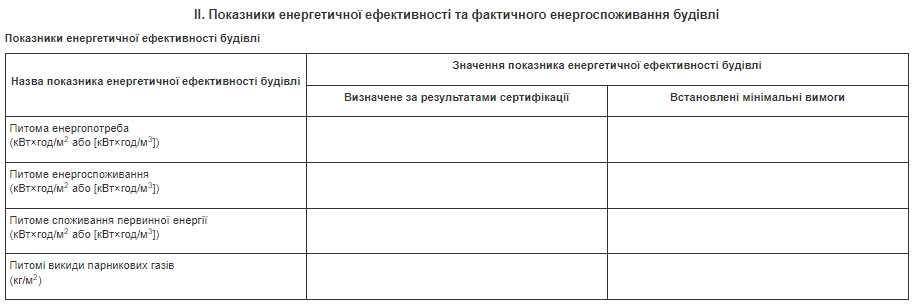 II. Показники енергетичної ефективності та фактичного енергоспоживання будівлі
Показники енергетичної ефективності будівлі
Назва показника енергетичної ефективності будівлі
Значення показника енергетичної ефективності будівлі
Визначене за результатами сертифікації
Встановлені мінімальні вимоги
Питома енергопотреба
(кВт×год/м² або [кВт×год/м³])
Питоме енергоспоживання
(кВт×год/м² або [кВт×год/м³])
Питоме споживання первинної енергії
(кВт×год/м² або [кВт×год/м³])
Питомі викиди парникових газів
(кг/м²)